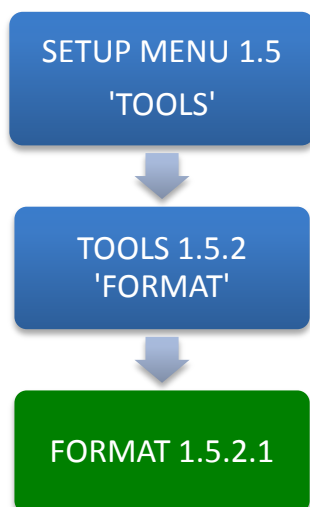 SETUP MENU 1.5
'TOOLS'
TOOLS 1.5.2
'FORMAT'
FORMAT 1.5.2.1